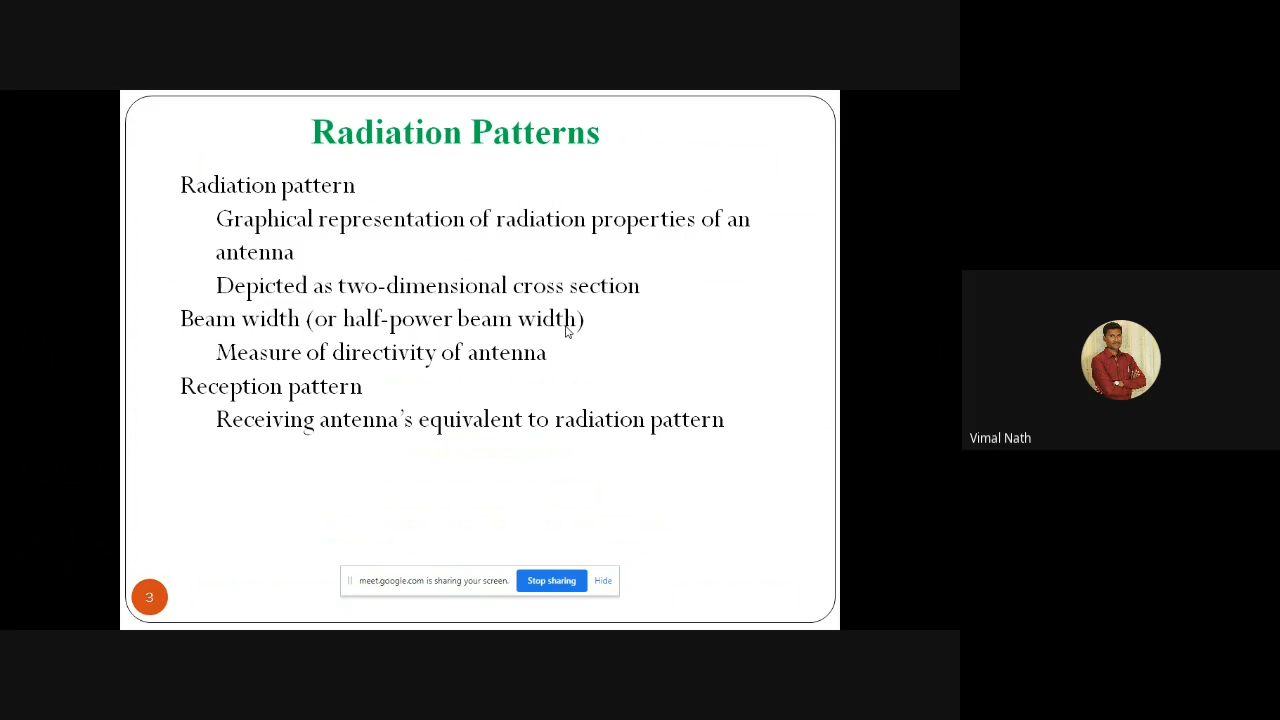 Radiation Patterns
Radiation pattern
Graphical representation of radiation properties of an
antenna
Depicted as two-dimensional cross section
Beam width (or half-power beam width)
Measure of directivity of antenna
Reception pattern
Receiving antenna's equivalent to radiation pattern
meet.google.com is sharing your screen. Stop sharing Hide
3
Vimal Nath